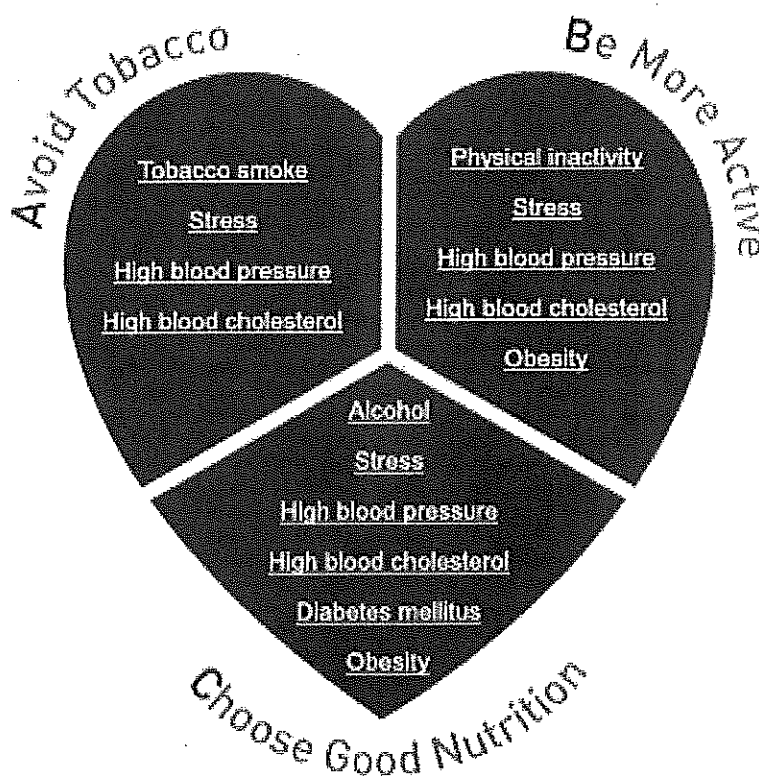 Avoid Tobacco
Tobacco smoke
Stress
High blood pressure
High blood cholesterol
Be More Active
Physical inactivity
Stress
High blood pressure
High blood cholesterol
Obesity
Alcohol
Stress
High blood pressure
High blood cholesterol
Diabetes mellitus
Obesity
Choose Good Nutrition